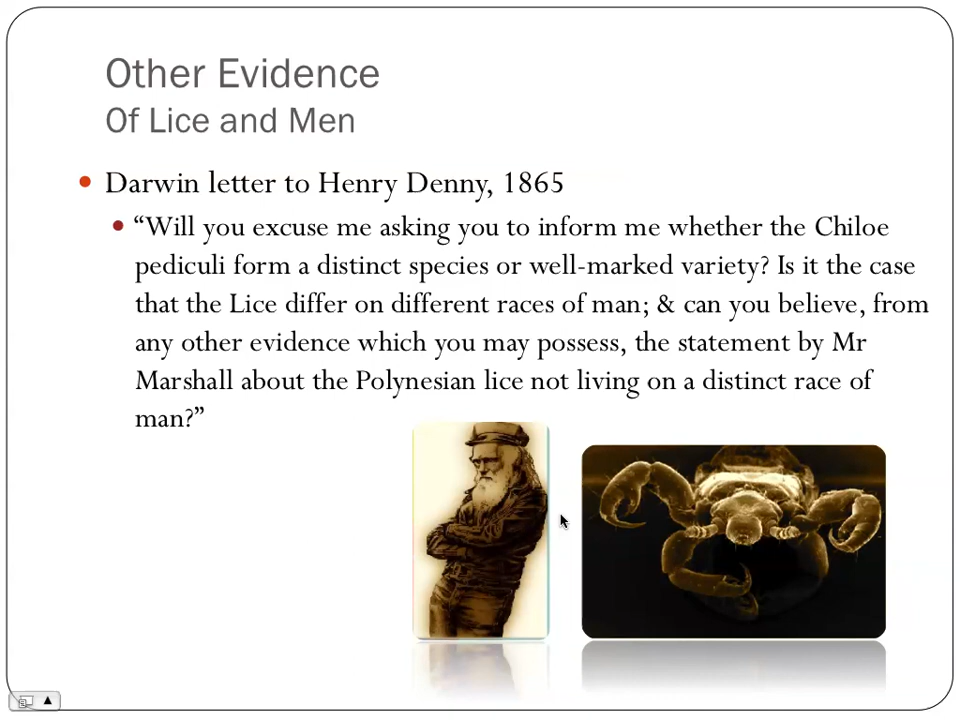 Other Evidence
Of Lice and Men
Darwin letter to Henry Denny, 1865
“Will you excuse me asking you to inform me whether the Chiloe
pediculi form a distinct species or well-marked variety? Is it the case
that the Lice differ on different races of man; & can you believe, from
any other evidence which you may possess, the statement by Mr
Marshall about the Polynesian lice not living on a distinct race of
man?”